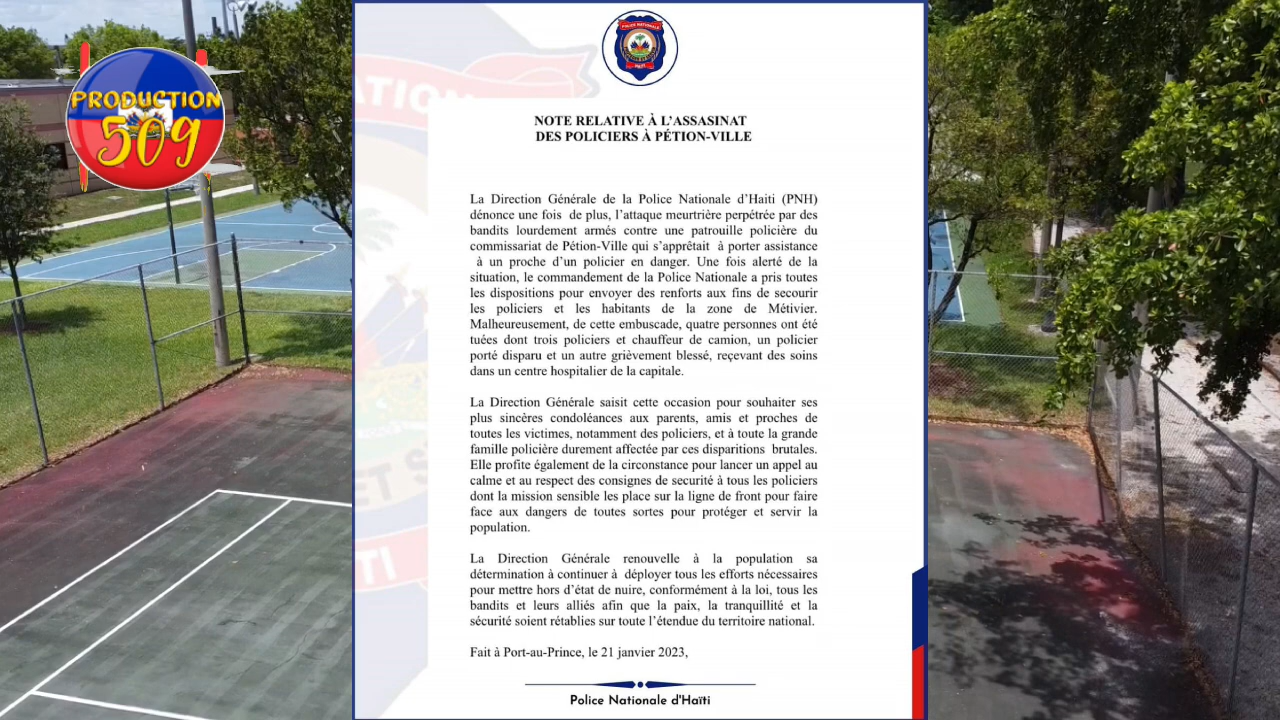 PRODUCTION
509
POLICE NATIONALE
HAITI
NOTE RELATIVE À L’ASSASINAT
DES POLICIERS À PÉTION-VILLE
La Direction Générale de la Police Nationale d’Haiti (PNH)
dénonce une fois de plus, l’attaque meurtrière perpétrée par des
bandits lourdement armés contre une patrouille policière du
commissariat de Pétion-Ville qui s’apprêtait à porter assistance
à un proche d’un policier en danger. Une fois alerté de la
situation, le commandement de la Police Nationale a pris toutes
les dispositions pour envoyer des renforts aux fins de secourir
les policiers et les habitants de la zone de Métivier.
Malheureusement, de cette embuscade, quatre personnes ont été
tuées dont trois policiers et chauffeur de camion, un policier
porté disparu et un autre grièvement blessé, reçevant des soins
dans un centre hospitalier de la capitale.
La Direction Générale saisit cette occasion pour souhaiter ses
plus sincères condoléances aux parents, amis et proches de
toutes les victimes, notamment des policiers, et à toute la grande
famille policière durement affectée par ces disparitions brutales.
Elle profite également de la circonstance pour lancer un appel au
calme et au respect des consignes de securité à tous les policiers
dont la mission sensible les place sur la ligne de front pour faire
face aux dangers de toutes sortes pour protéger et servir la
population.
La Direction Générale renouvelle à la population sa
détermination à continuer à déployer tous les efforts nécessaires
pour mettre hors d’état de nuire, conformément à la loi, tous les
bandits et leurs alliés afin que la paix, la tranquillité et la
sécurité soient rétablies sur toute l’étendue du territoire national.
Fait à Port-au-Prince, le 21 janvier 2023,
Police Nationale d'Haïti